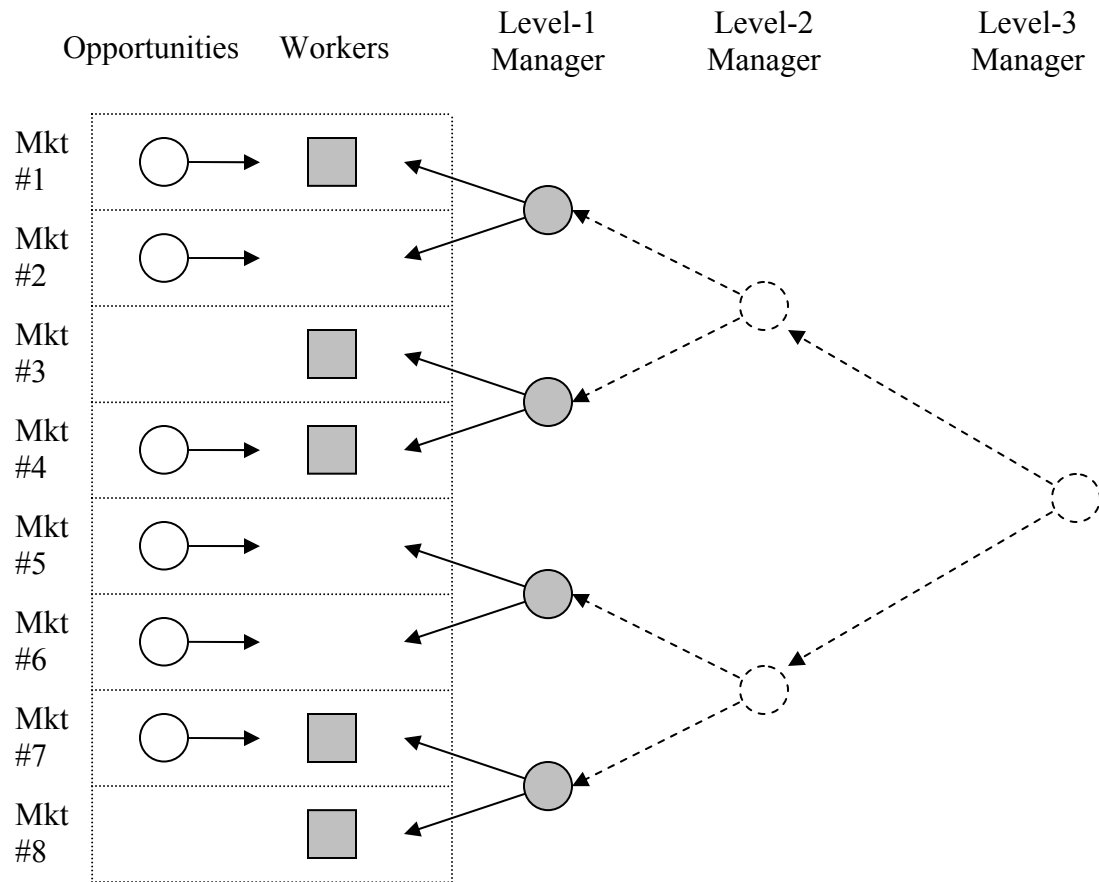 Opportunities Workers Level-1 Manager Level-2 Manager Level-3 Manager
Mkt #1
Mkt #2
Mkt #3
Mkt #4
Mkt #5
Mkt #6
Mkt #7
Mkt #8